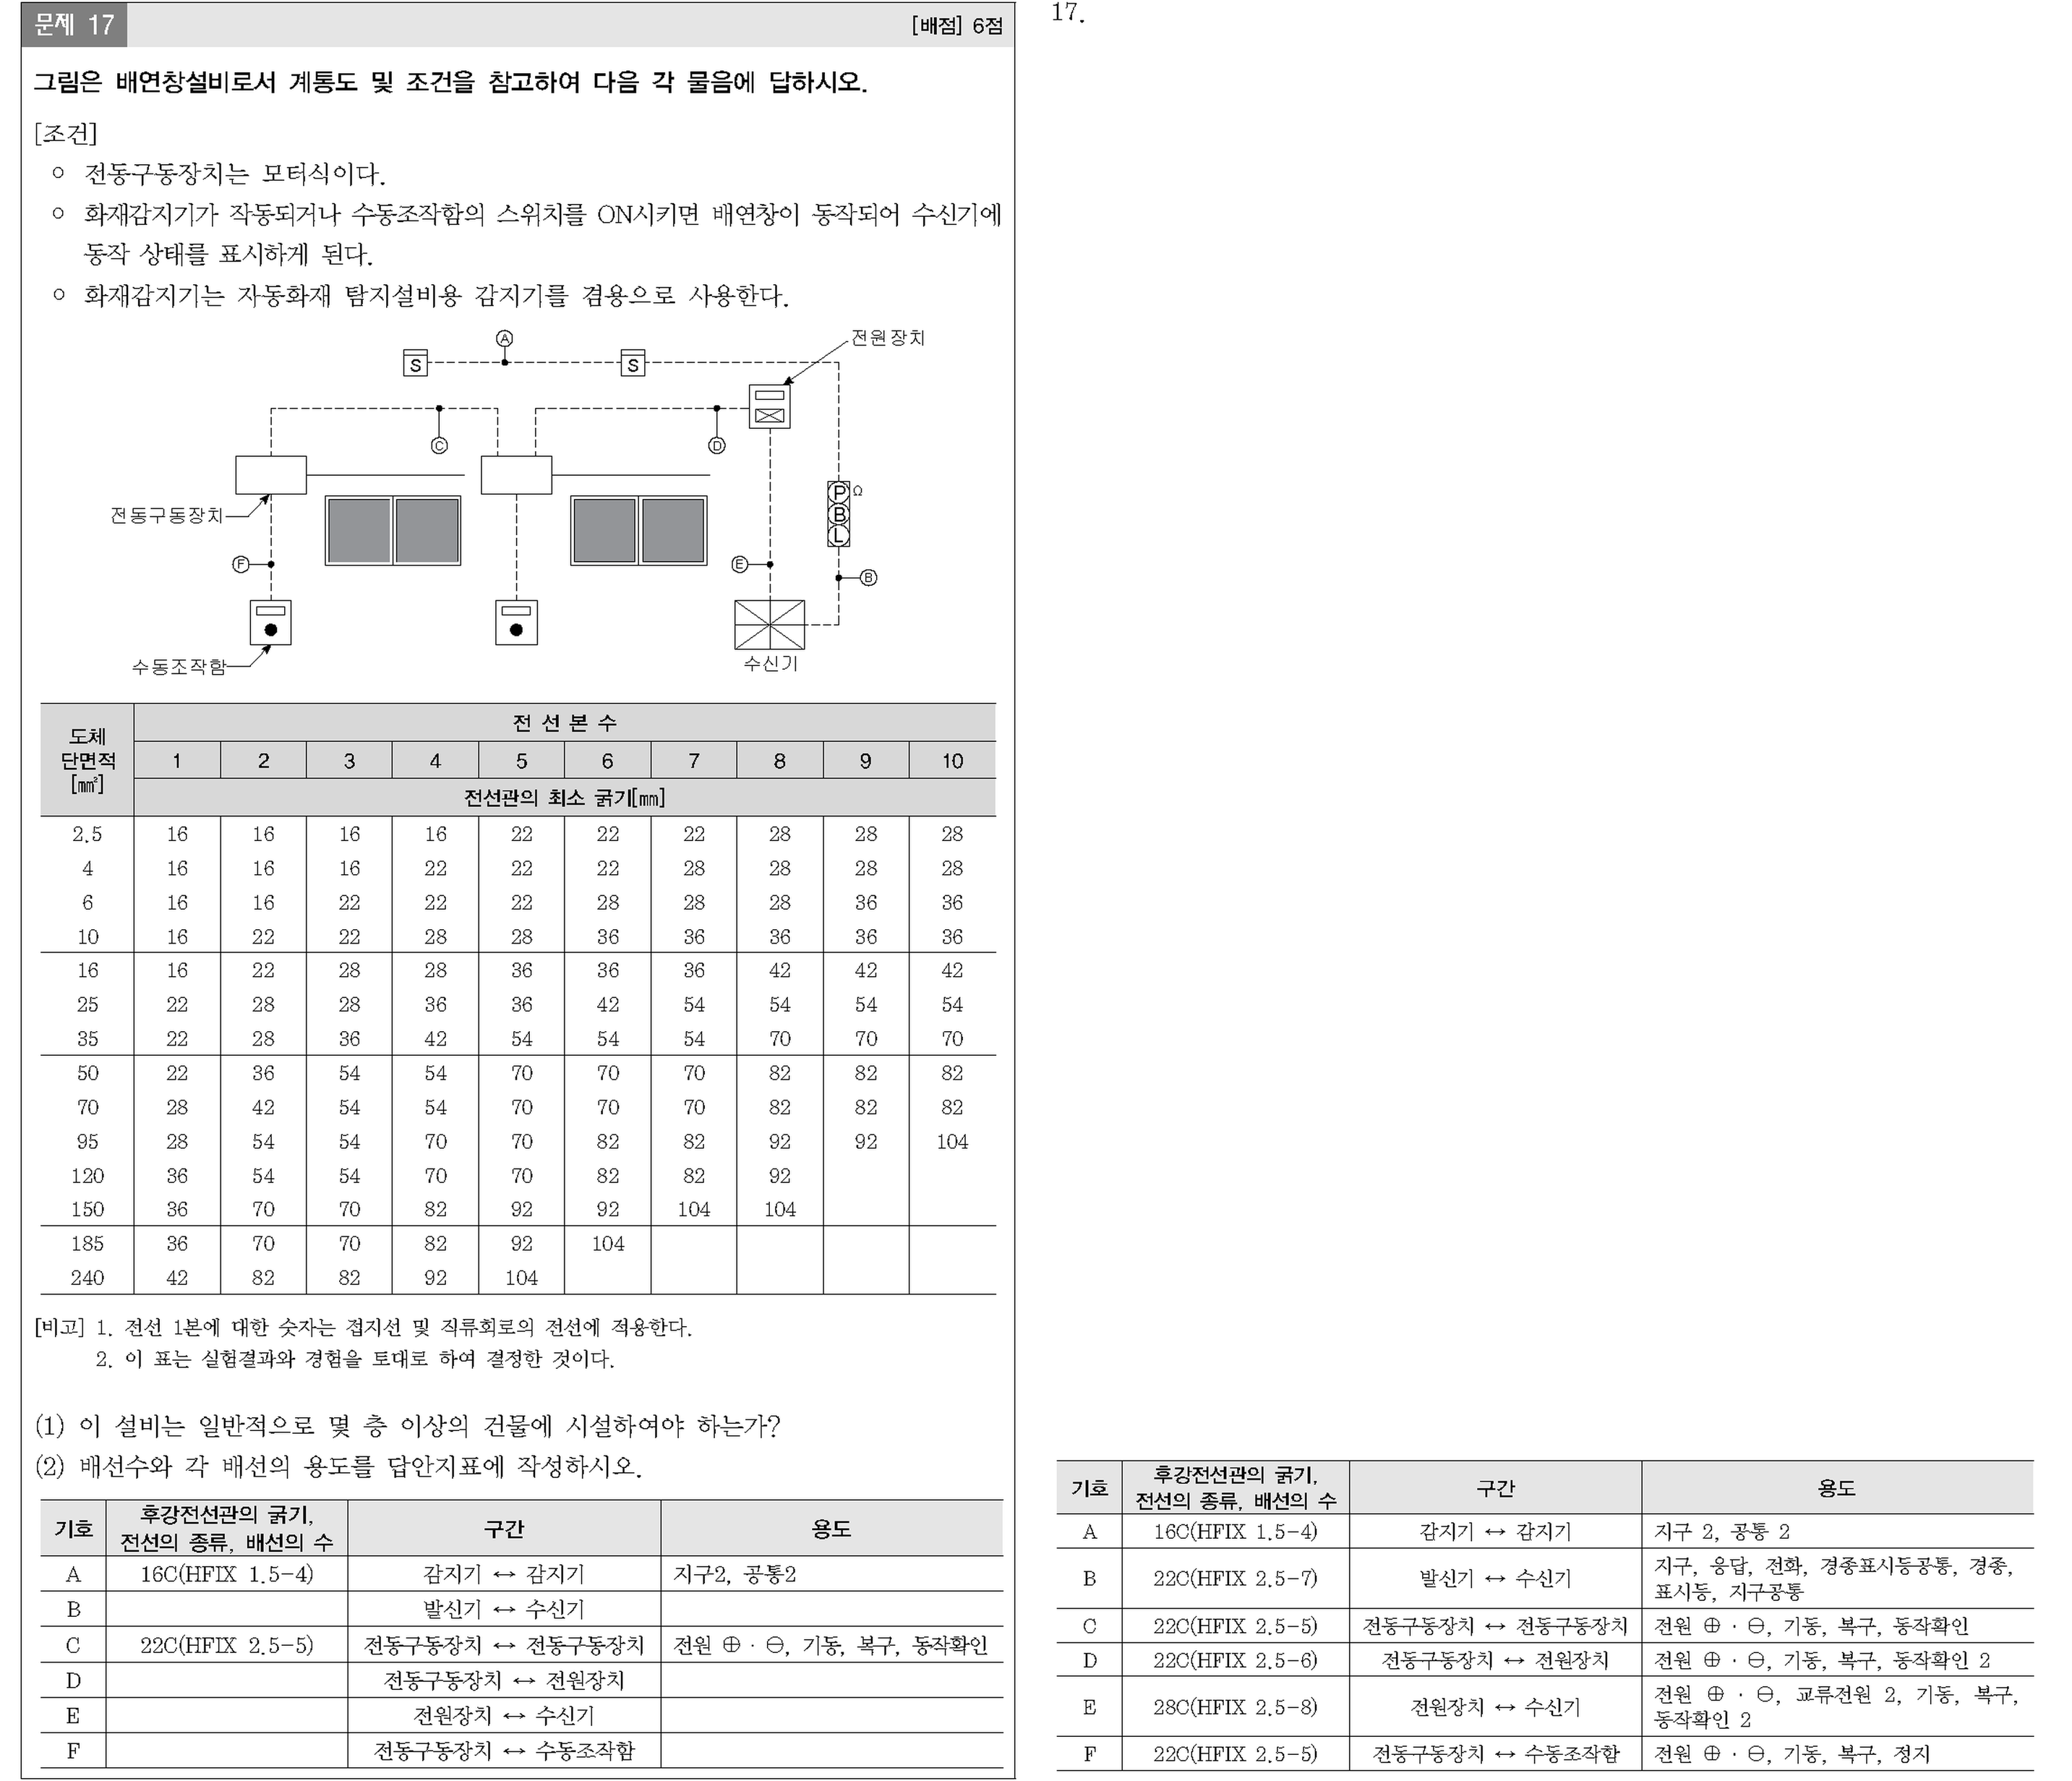 문제 17
[배점] 6점
그림은 배연창설비로서 계통도 및 조건을 참고하여 다음 각 물음에 답하시오.
[조건]
○ 전동구동장치는 모터식이다.
○ 화재감지기가 작동되거나 수동조작함의 스위치를 ON시키면 배연창이 동작되어 수신기에
동작 상태를 표시하게 된다.
○ 화재감지기는 자동화재 탐지설비용 감지기를 겸용으로 사용한다.
A
전원장치
S
S
C
D
전동구동장치
P Ω
B
L
F
E
B
수동조작함
수신기
도체 단면적 [㎟]
전 선 본 수
1 2 3 4 5 6 7 8 9 10
전선관의 최소 굵기[㎜]
2.5 16 16 16 16 22 22 22 28 28 28
4 16 16 16 22 22 22 28 28 28 28
6 16 16 22 22 22 28 28 28 36 36
10 16 22 22 28 28 36 36 36 36 36
16 16 22 28 28 36 36 36 42 42 42
25 22 28 28 36 36 42 54 54 54 54
35 22 28 36 42 54 54 54 70 70 70
50 22 36 54 54 70 70 70 82 82 82
70 28 42 54 54 70 70 70 82 82 82
95 28 54 54 70 70 82 82 92 92 104
120 36 54 54 70 70 82 82 92
150 36 70 70 82 92 92 104 104
185 36 70 70 82 92 104
240 42 82 82 92 104
[비고] 1. 전선 1본에 대한 숫자는 접지선 및 직류회로의 전선에 적용한다.
2. 이 표는 실험결과와 경험을 토대로 하여 결정한 것이다.
(1) 이 설비는 일반적으로 몇 층 이상의 건물에 시설하여야 하는가?
(2) 배선수와 각 배선의 용도를 답안지표에 작성하시오.
기호 후강전선관의 굵기, 전선의 종류, 배선의 수 구간 용도
A 16C(HFIX 1.5-4) 감지기 ↔ 감지기 지구2, 공통2
B 발신기 ↔ 수신기
C 22C(HFIX 2.5-5) 전동구동장치 ↔ 전동구동장치 전원 ⊕ · ⊖, 기동, 복구, 동작확인
D 전동구동장치 ↔ 전원장치
E 전원장치 ↔ 수신기
F 전동구동장치 ↔ 수동조작함
17.
기호 후강전선관의 굵기, 전선의 종류, 배선의 수 구간 용도
A 16C(HFIX 1.5-4) 감지기 ↔ 감지기 지구 2, 공통 2
B 22C(HFIX 2.5-7) 발신기 ↔ 수신기 지구, 응답, 전화, 경종표시등공통, 경종,
표시등, 지구공통
C 22C(HFIX 2.5-5) 전동구동장치 ↔ 전동구동장치 전원 ⊕ · ⊖, 기동, 복구, 동작확인
D 22C(HFIX 2.5-6) 전동구동장치 ↔ 전원장치 전원 ⊕ · ⊖, 기동, 복구, 동작확인 2
E 28C(HFIX 2.5-8) 전원장치 ↔ 수신기 전원 ⊕ · ⊖, 교류전원 2, 기동, 복구,
동작확인 2
F 22C(HFIX 2.5-5) 전동구동장치 ↔ 수동조작함 전원 ⊕ · ⊖, 기동, 복구, 정지